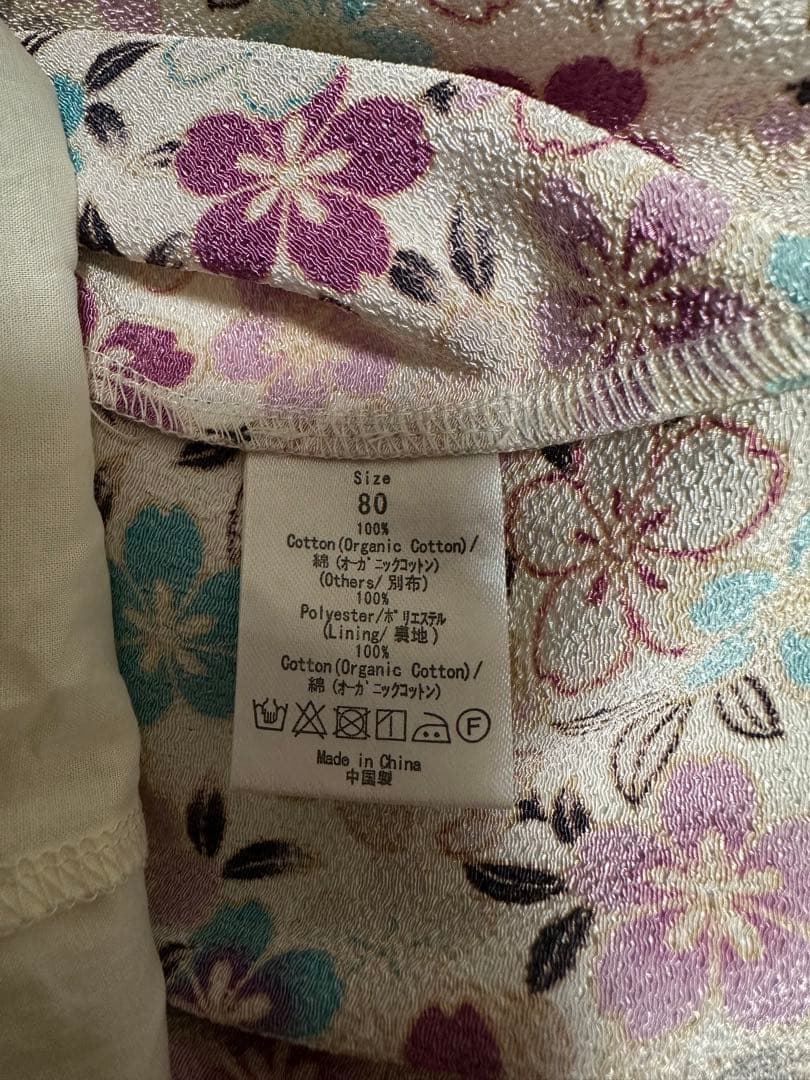 Size
80
100%
Cotton(Organic Cotton)/
綿(オーガニックコットン)
(Others/別布)
100%
Polyester/ポリエステル
(Lining/裏地)
100%
Cotton(Organic Cotton)/
綿(オーガニックコットン)
F
Made in China
中国製